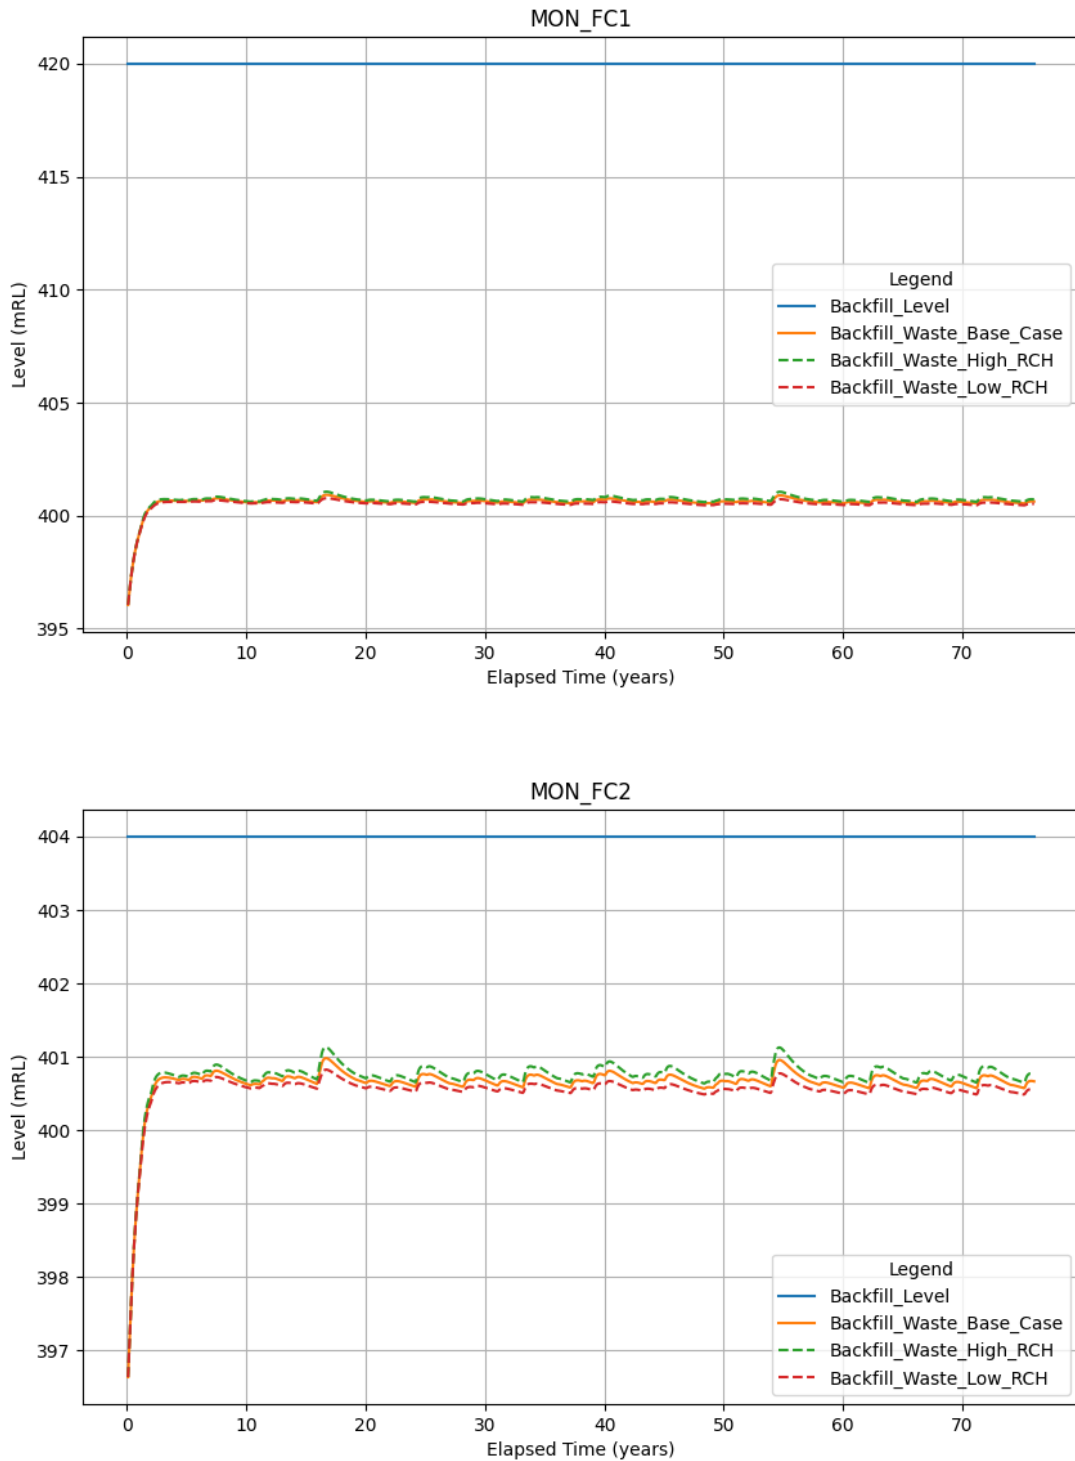 MON_FC1
420
415
410
405
400
395
Level (mRL)
Legend
Backfill_Level
Backfill_Waste_Base_Case
Backfill_Waste_High_RCH
Backfill_Waste_Low_RCH
0 10 20 30 40 50 60 70
Elapsed Time (years)
MON_FC2
404
403
402
401
400
399
398
397
Level (mRL)
Legend
Backfill_Level
Backfill_Waste_Base_Case
Backfill_Waste_High_RCH
Backfill_Waste_Low_RCH
0 10 20 30 40 50 60 70
Elapsed Time (years)